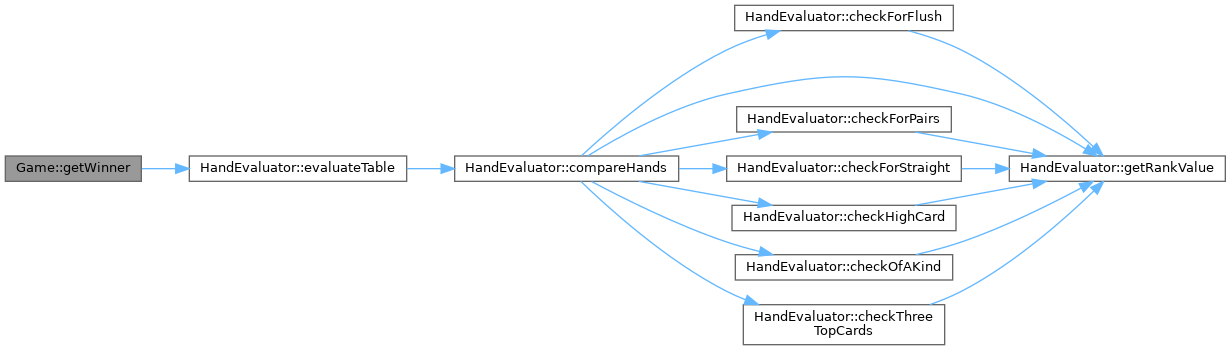 Game::getWinner
HandEvaluator::evaluateTable
HandEvaluator::compareHands
HandEvaluator::checkForFlush
HandEvaluator::checkForPairs
HandEvaluator::checkForStraight
HandEvaluator::checkHighCard
HandEvaluator::checkOfAKind
HandEvaluator::checkThree
TopCards
HandEvaluator::getRankValue